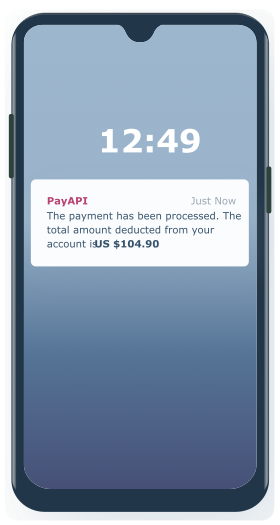 12:49
PayAPI Just Now
The payment has been processed. The
total amount deducted from your
account is US $104.90